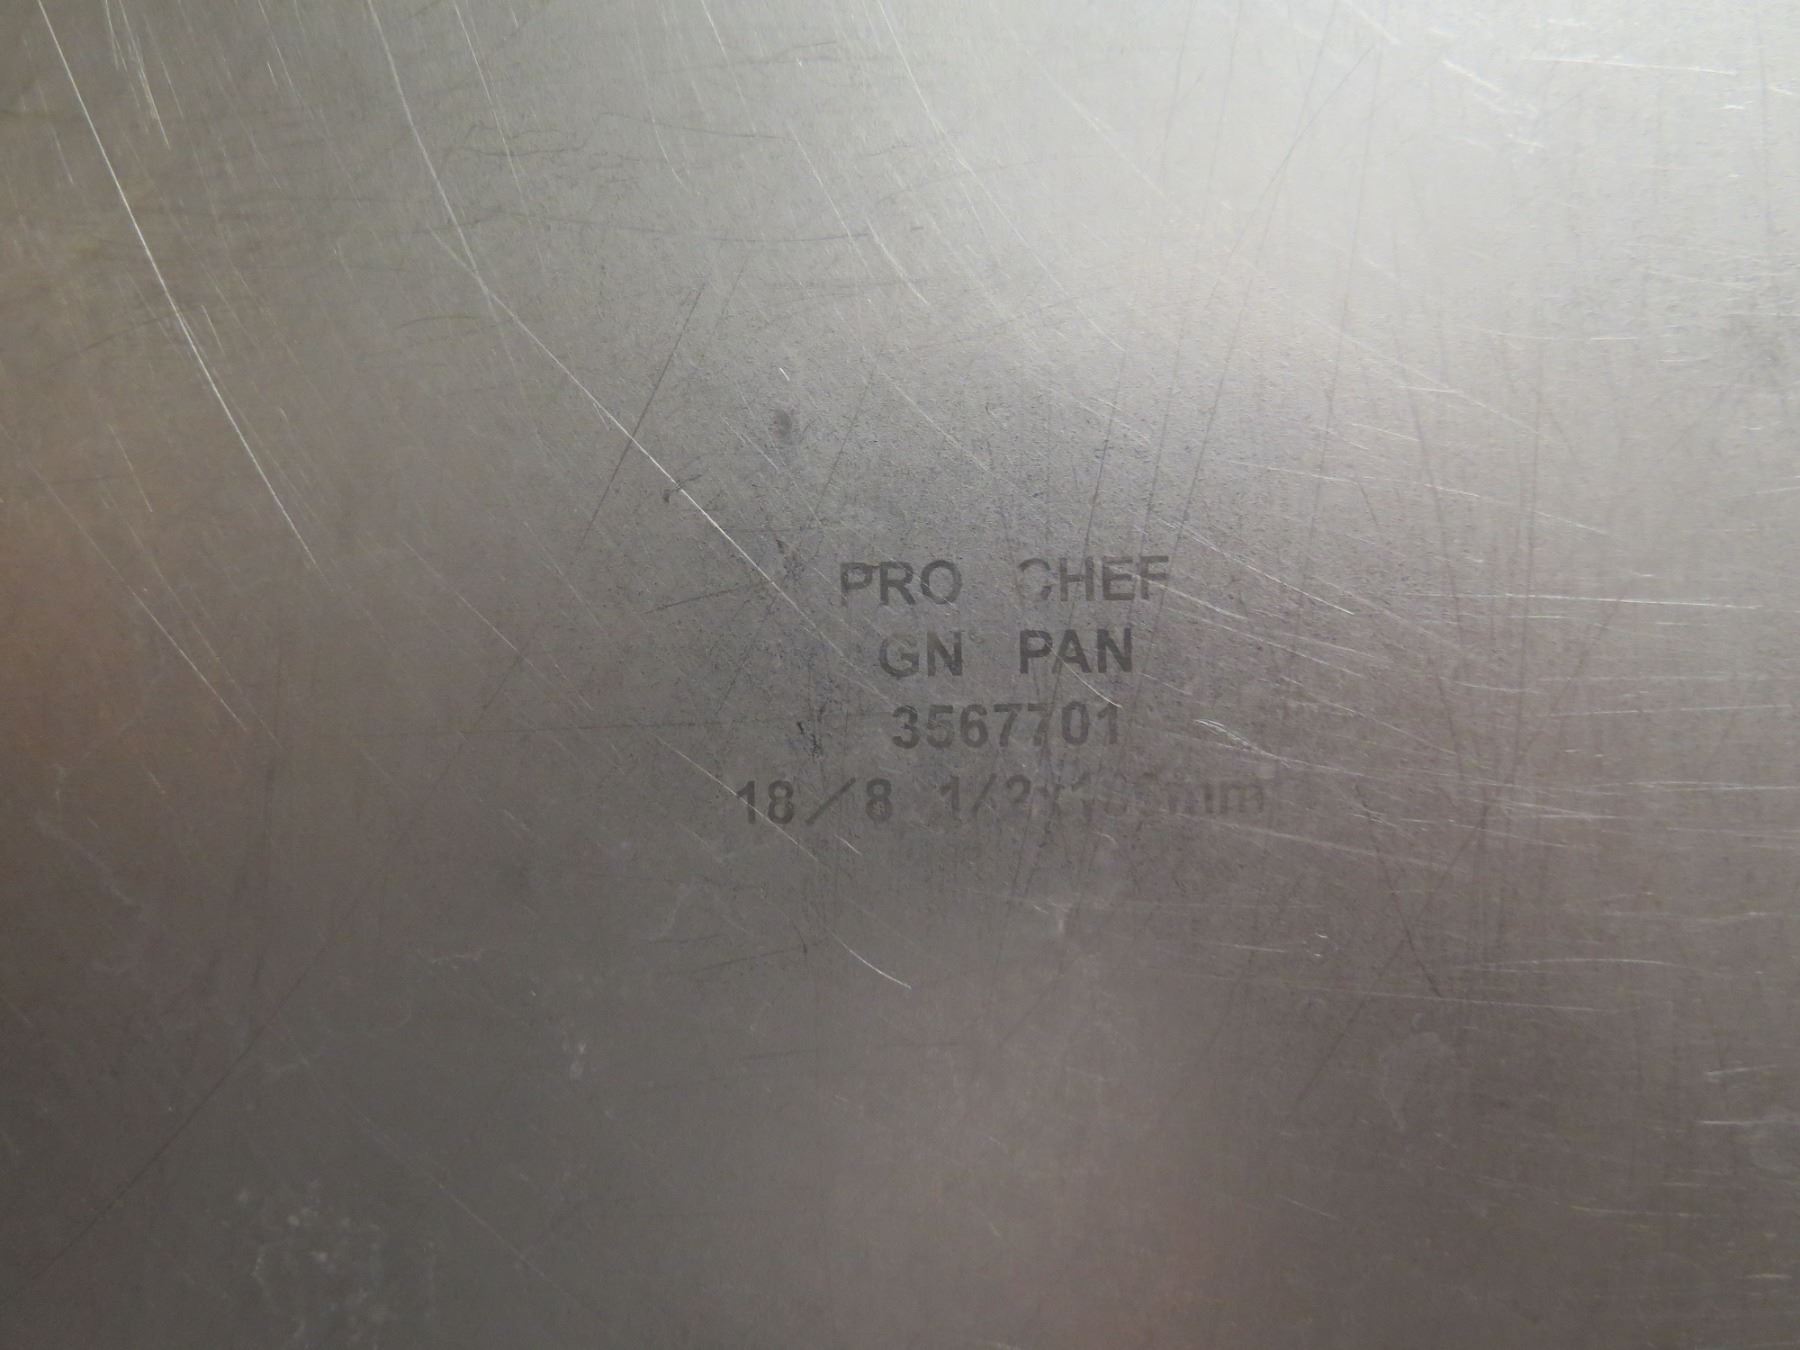 PRO CHEF
GN PAN
3567701
18/8